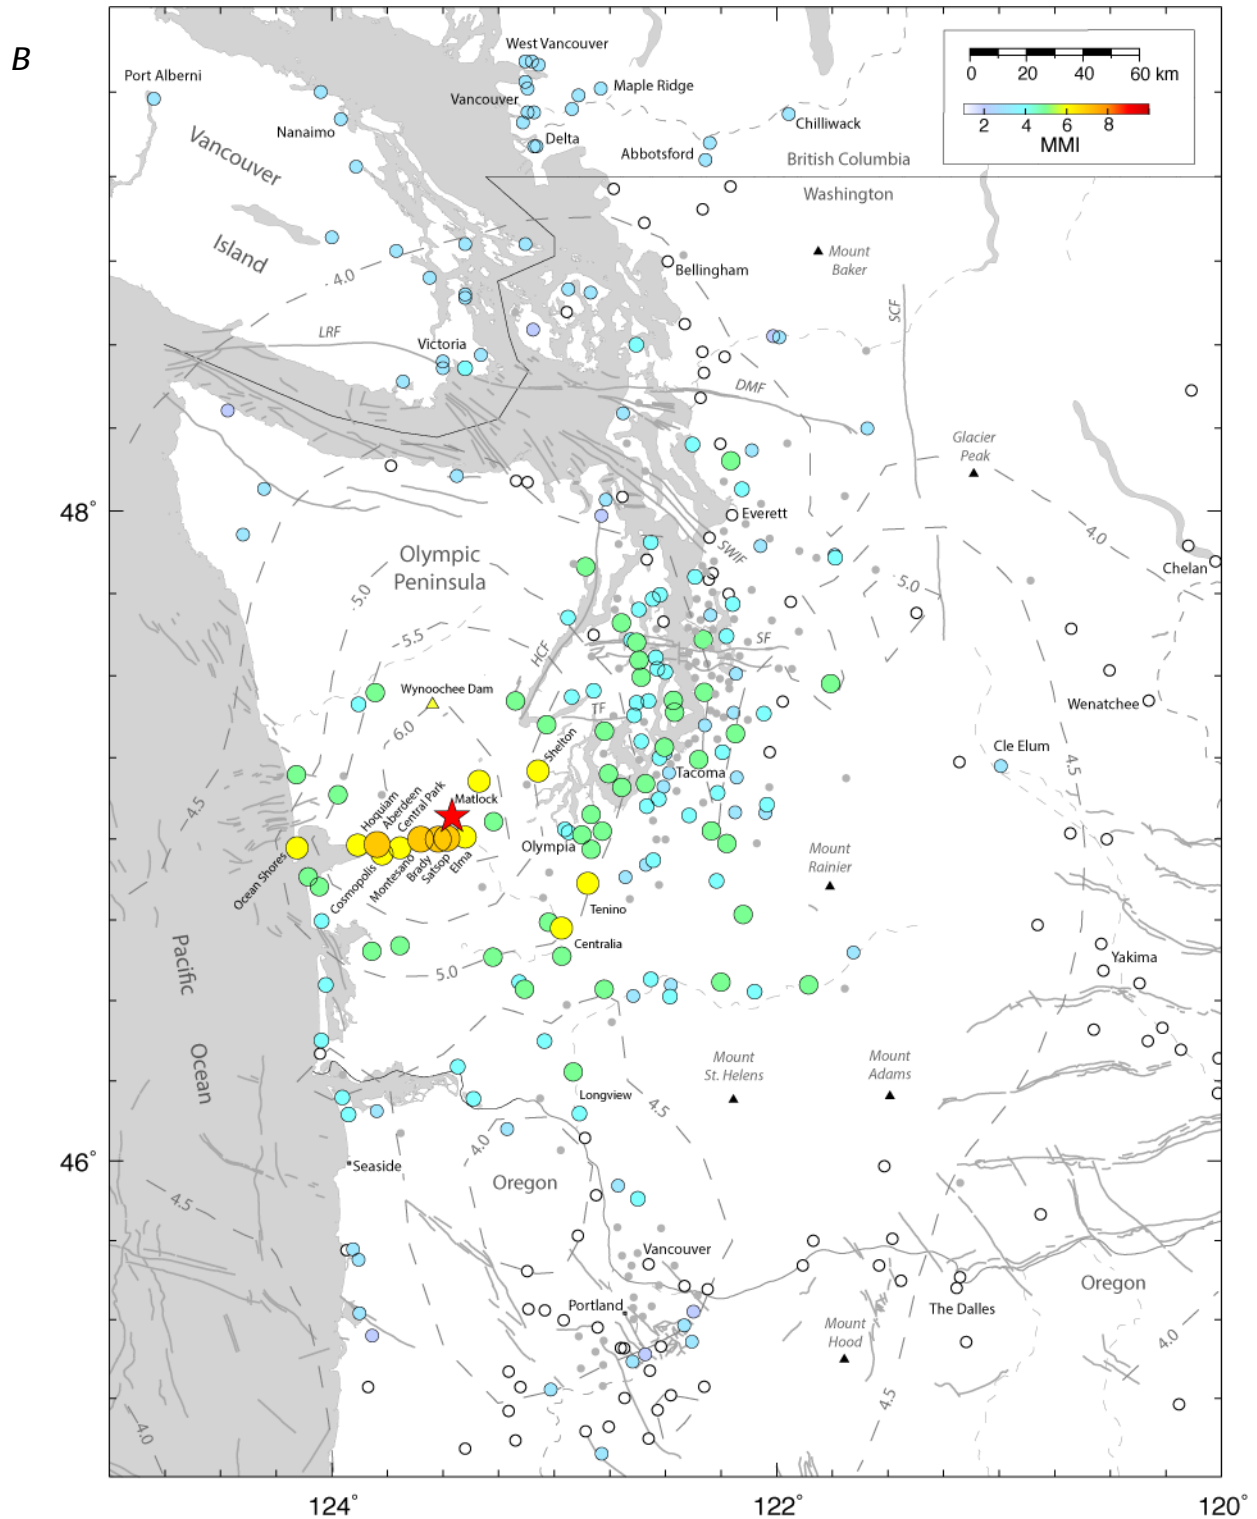 B
West Vancouver
Port Alberni
Maple Ridge
Vancouver
Nanaimo
Delta
Chilliwack
Abbotsford
0 20 40 60 km
2 4 6 8
MMI
British Columbia
Washington
Vancouver
Island
4.0
Bellingham
Mount
Baker
LRF
SCF
Victoria
DMF
Glacier
Peak
48°
Everett
SWIF
4.0
Chelan
Olympic
Peninsula
5.0
5.0
5.5
HCF
SF
Wynoochee Dam
TF
Wenatchee
6.0
Shelton
Cle Elum
4.5
4.5
Tacoma
Matlock
Hoquiam
Aberdeen
Central Park
Olympia
Ocean Shores
Cosmopolis
Montesano
Brady
Satsop
Elma
Mount
Rainier
Tenino
Centralia
5.0
Yakima
Pacific
Ocean
Mount
St. Helens
Mount
Adams
Longview
4.5
4.0
46°
Seaside
Oregon
4.5
Vancouver
Portland
Oregon
The Dalles
Mount
Hood
4.0
4.5
4.0
124°
122°
120°